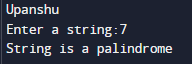 Upanshu
Enter a string:7
String is a palindrome